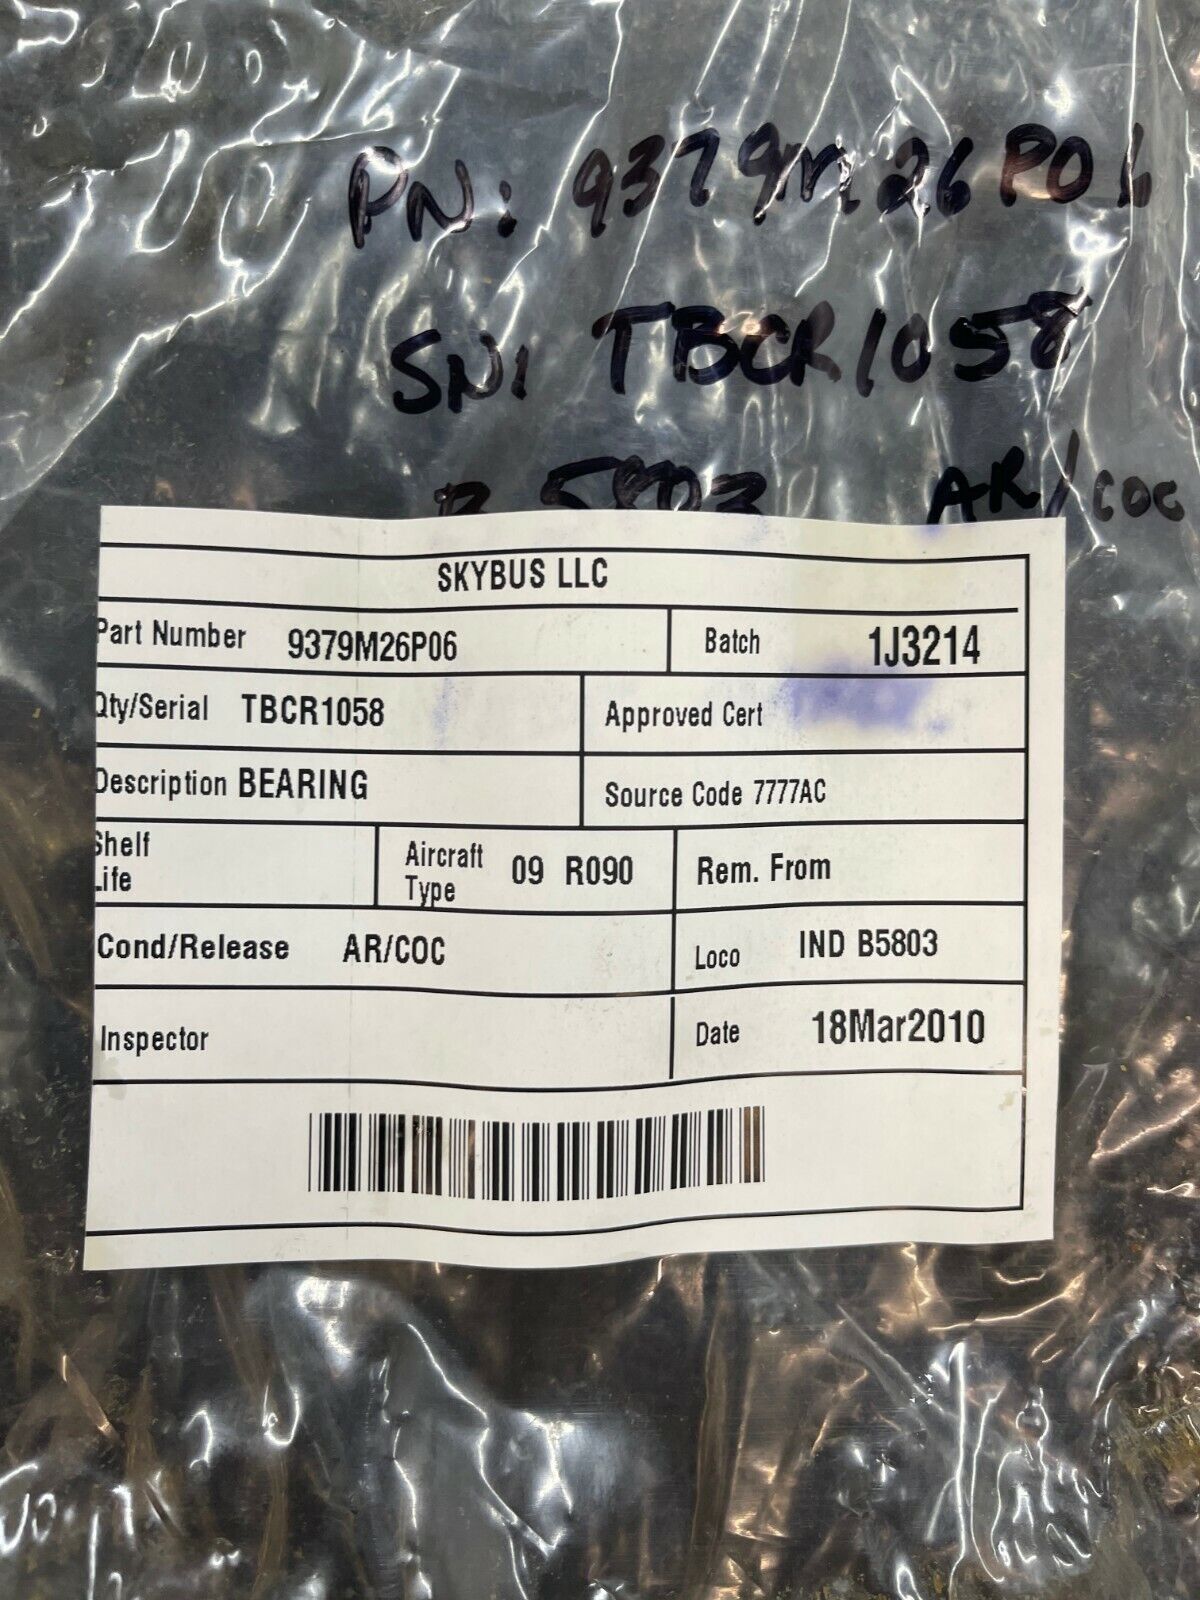 PN: 9379M26P06
SN: TBCR1058
B 5803 AR/COC
SKYBUS LLC
Part Number 9379M26P06 Batch 1J3214
Qty/Serial TBCR1058 Approved Cert
Description BEARING Source Code 7777AC
Shelf Life Aircraft Type 09 R090 Rem. From
Cond/Release AR/COC Loco IND B5803
Inspector Date 18Mar2010